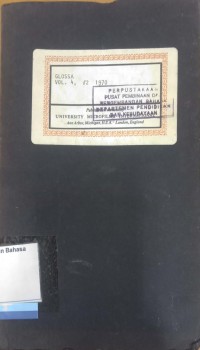 GLOSSA
VOL. 4, #2 1970
PERPUSTAKAAN
PUSAT PEMBINAAN DAN
PENGEMBANGAN BAHASA
DEPARTEMEN PENDIDIKAN
DAN KEBUDAYAAN
UNIVERSITY MICROFILMS
Ann Arbor, Michigan, U.S.A. London, England
n Bahasa